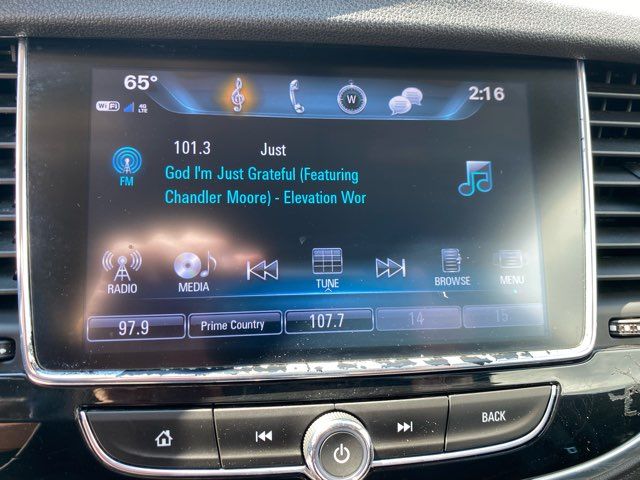 65° 2:16
WiFi 4G LTE W
101.3 Just
FM God I'm Just Grateful (Featuring
Chandler Moore) - Elevation Wor
RADIO MEDIA TUNE BROWSE MENU
97.9 Prime Country 107.7 14 15
BACK